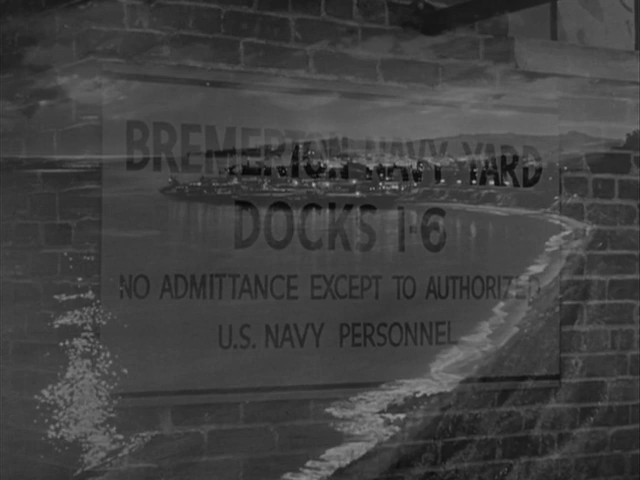 BREMERTON NAVY YARD
DOCKS 1-6
NO ADMITTANCE EXCEPT TO AUTHORIZED
U.S. NAVY PERSONNEL